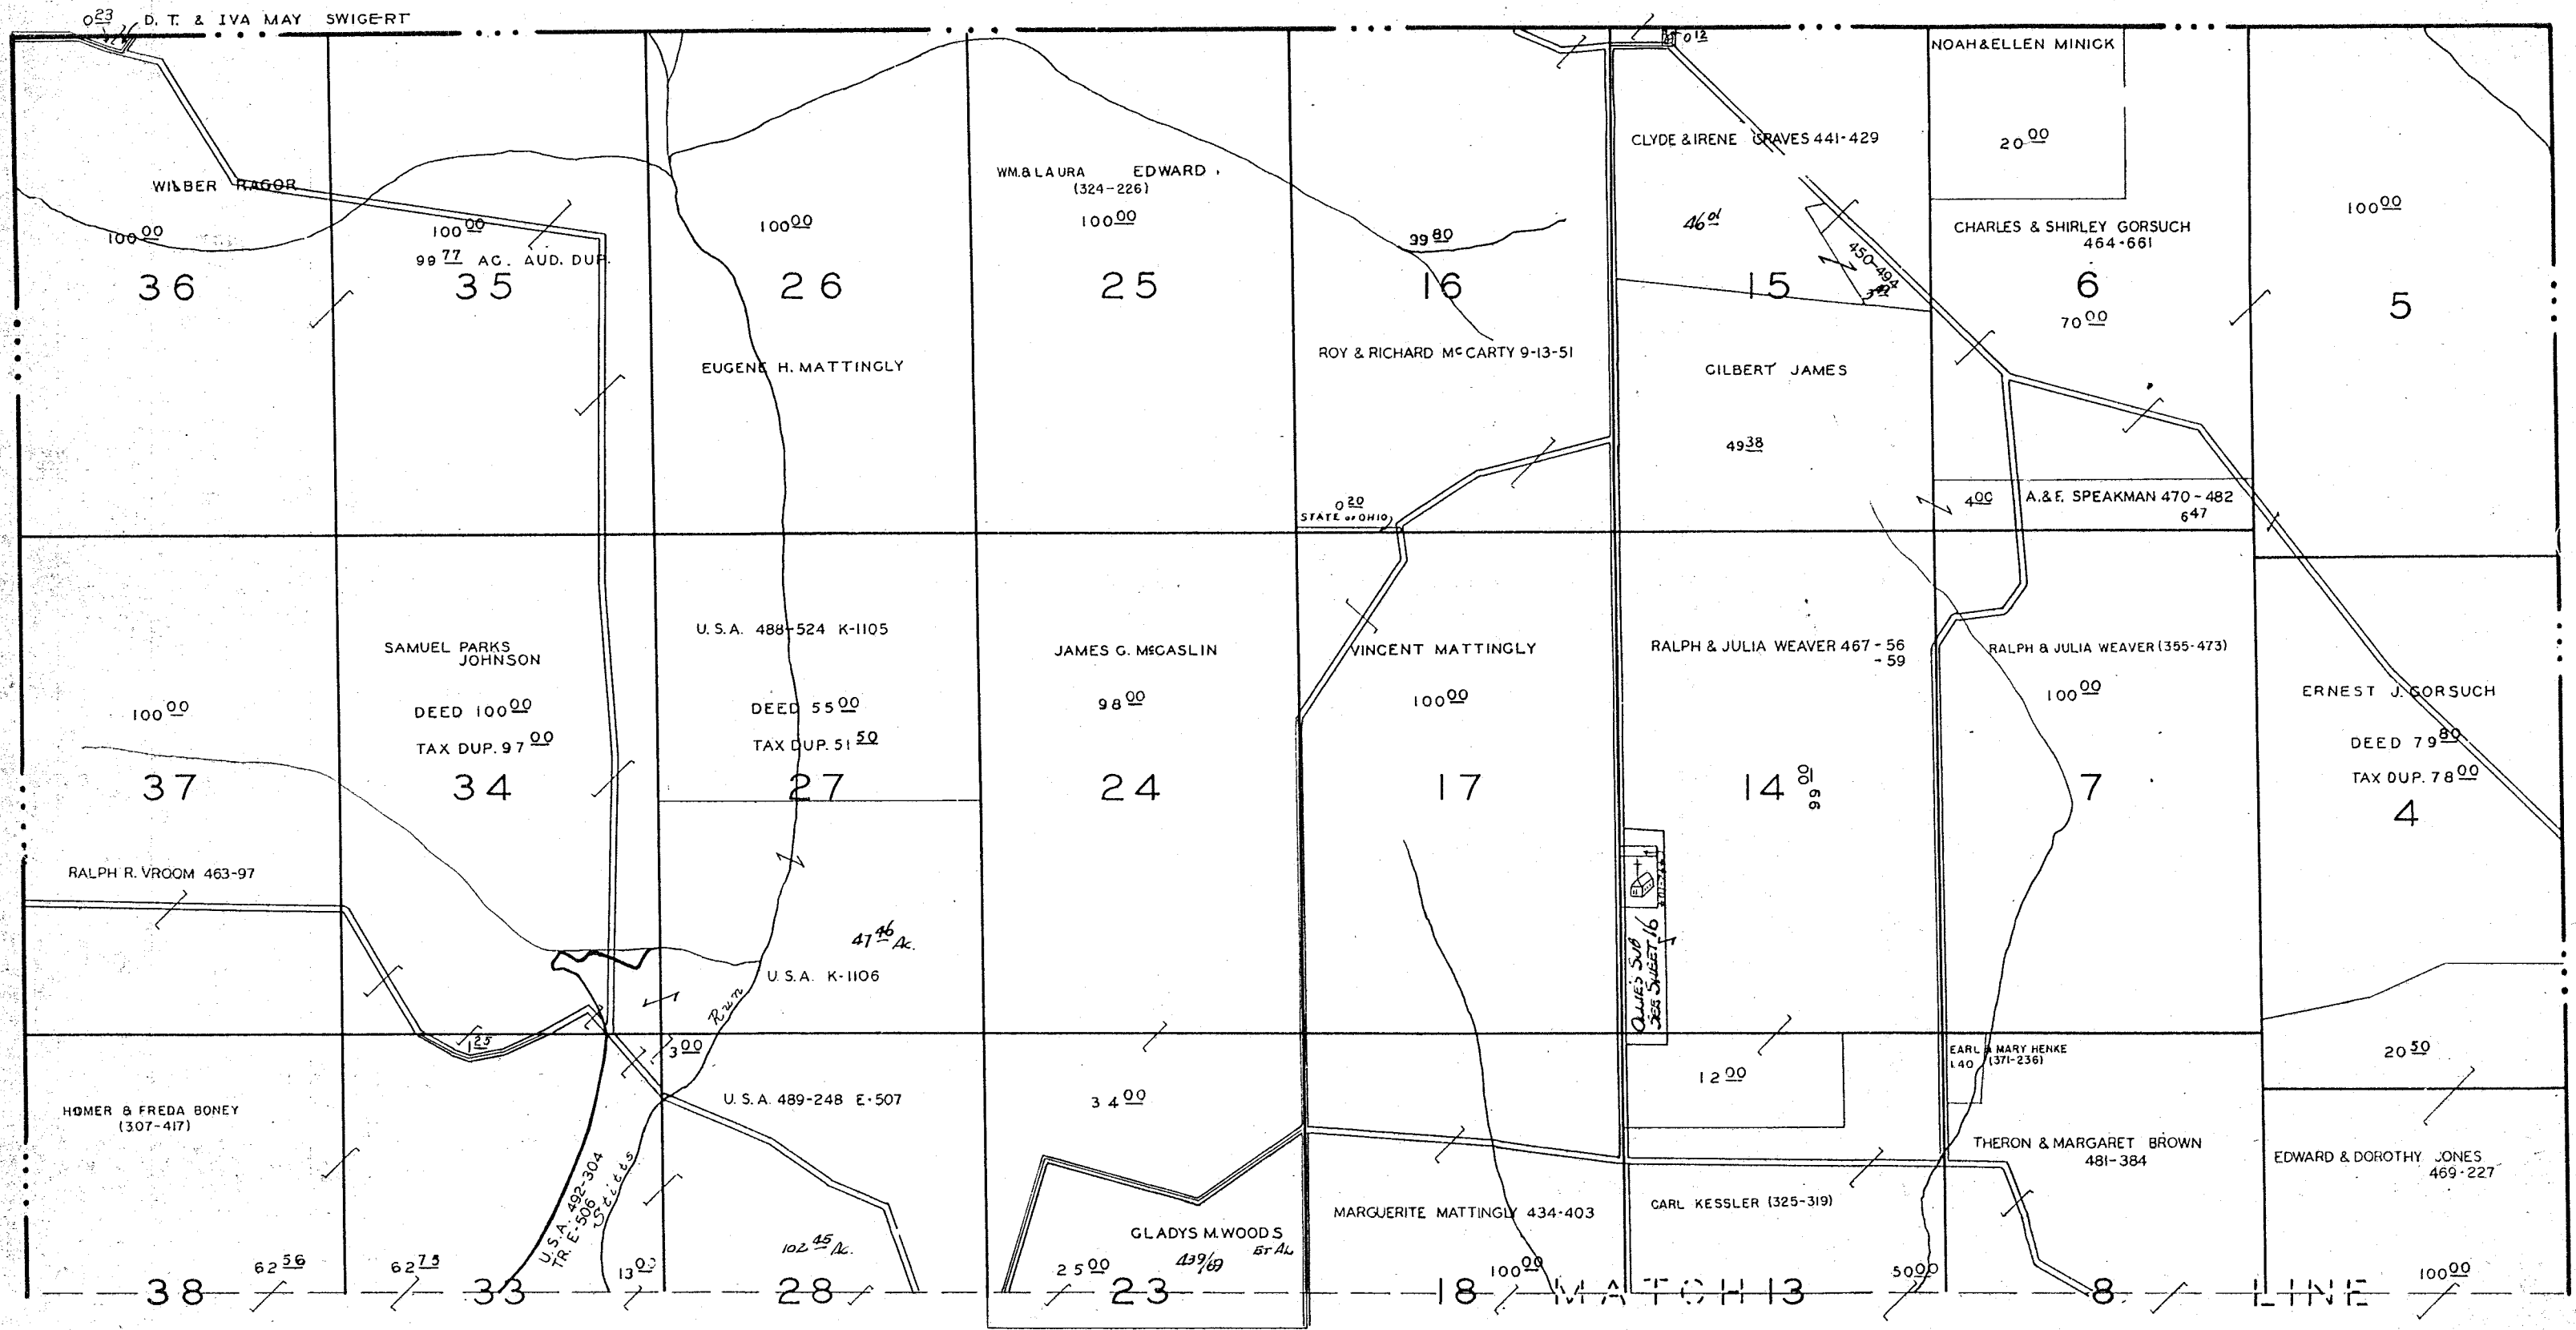 0 23 D. T. & IVA MAY SWIGERT
0 12
NOAH & ELLEN MINICK
20 00
CLYDE & IRENE GRAVES 441-429
46 01
450-494
WILBER RAGOR
100 00
36
100 00
99 77 AC. AUD. DUP.
35
100 00
26
EUGENE H. MATTINGLY
WM. & LAURA EDWARD
(324-226)
100 00
25
99 80
16
ROY & RICHARD McCARTY 9-13-51
15
GILBERT JAMES
49 38
CHARLES & SHIRLEY GORSUCH
464-661
6
70 00
100 00
5
0 20
STATE OF OHIO
4 00
A. & F. SPEAKMAN 470-482
6 47
100 00
37
RALPH R. VROOM 463-97
SAMUEL PARKS
JOHNSON
DEED 100 00
TAX DUP. 97 00
34
U.S.A. 488-524 K-1105
DEED 55 00
TAX DUP. 51 50
27
47 46 Ac.
U.S.A. K-1106
Run
JAMES G. McCASLIN
98 00
24
VINCENT MATTINGLY
100 00
17
RALPH & JULIA WEAVER 467-56
-59
14
99 00
OLLIE'S SUB
SEE SHEET 16
RALPH & JULIA WEAVER (355-473)
100 00
7
ERNEST J. GORSUCH
DEED 79 80
TAX DUP. 78 00
4
1 25
3 00
HOMER & FREDA BONEY
(307-417)
62 56
38
62 75
33
U.S.A. 492-304
TR. E-506
Stitts
13 00
U.S.A. 489-248 E-507
102 45 Ac.
28
34 00
GLADYS M. WOODS
ET AL
439/69
25 00
23
MARGUERITE MATTINGLY 434-403
100 00
18
12 00
CARL KESSLER (325-319)
50 00
13
EARL & MARY HENKE
1.40 (371-236)
THERON & MARGARET BROWN
481-384
8
20 50
EDWARD & DOROTHY JONES
469-227
100 00
MATCH LINE